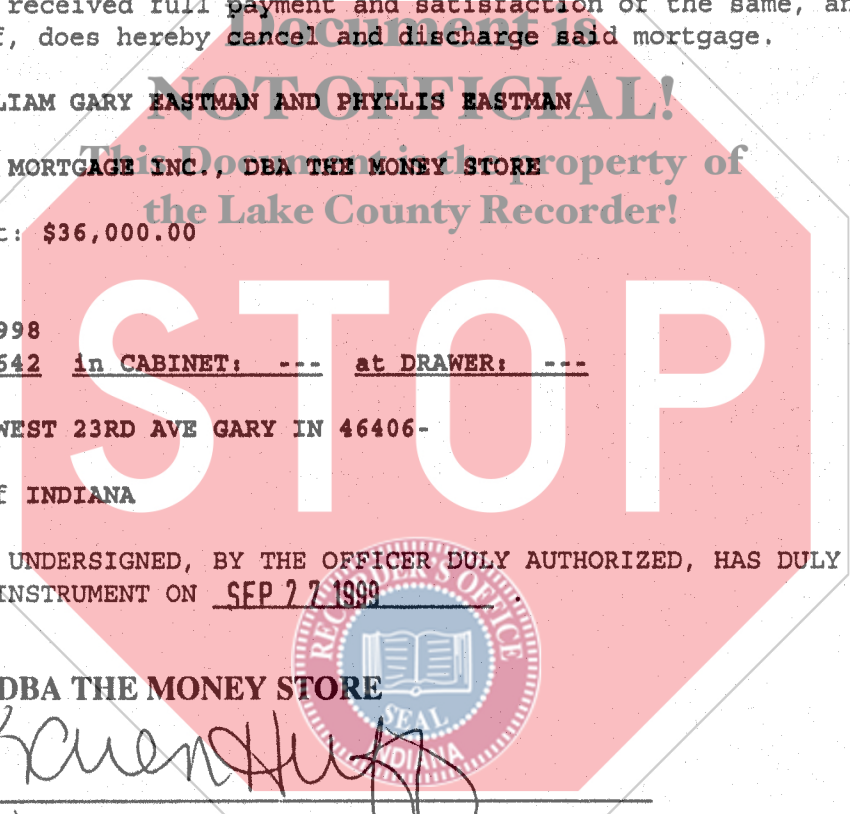 received full payment and satisfaction of the same, an
f, does hereby cancel and discharge said mortgage.
Document is
NOT OFFICIAL!
This Document is the property of
the Lake County Recorder!
LIAM GARY EASTMAN AND PHYLLIS EASTMAN
MORTGAGE INC., DBA THE MONEY STORE
t: $36,000.00
STOP
998
642 in CABINET: --- at DRAWER: ---
WEST 23RD AVE GARY IN 46406-
f INDIANA
UNDERSIGNED, BY THE OFFICER DULY AUTHORIZED, HAS DULY
INSTRUMENT ON SEP 27 1999 .
RECORDER'S OFFICE
SEAL
INDIANA
DBA THE MONEY STORE
Karen